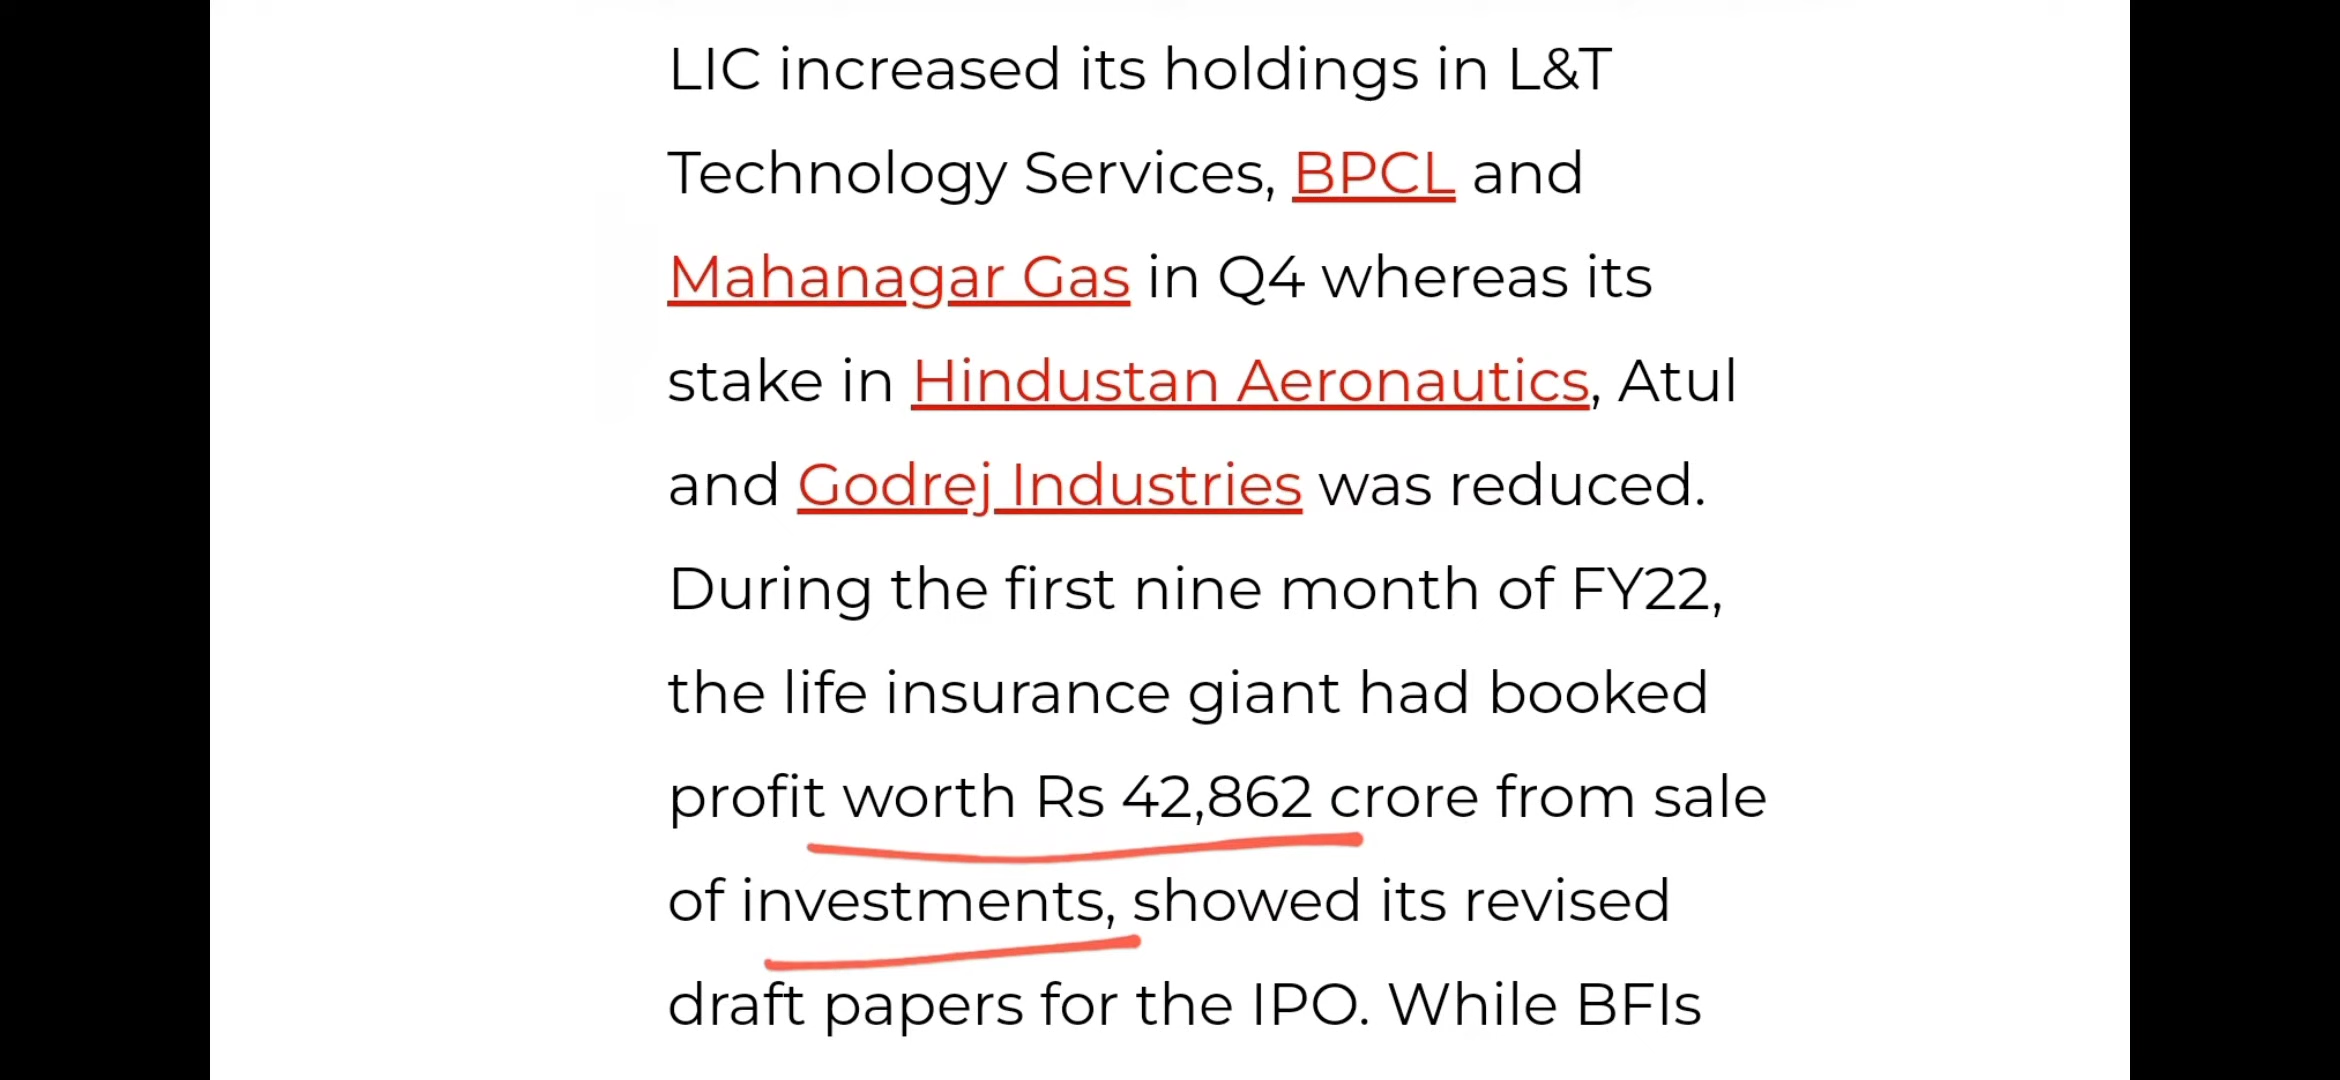 LIC increased its holdings in L&T
Technology Services, BPCL and
Mahanagar Gas in Q4 whereas its
stake in Hindustan Aeronautics, Atul
and Godrej Industries was reduced.
During the first nine month of FY22,
the life insurance giant had booked
profit worth Rs 42,862 crore from sale
of investments, showed its revised
draft papers for the IPO. While BFIs